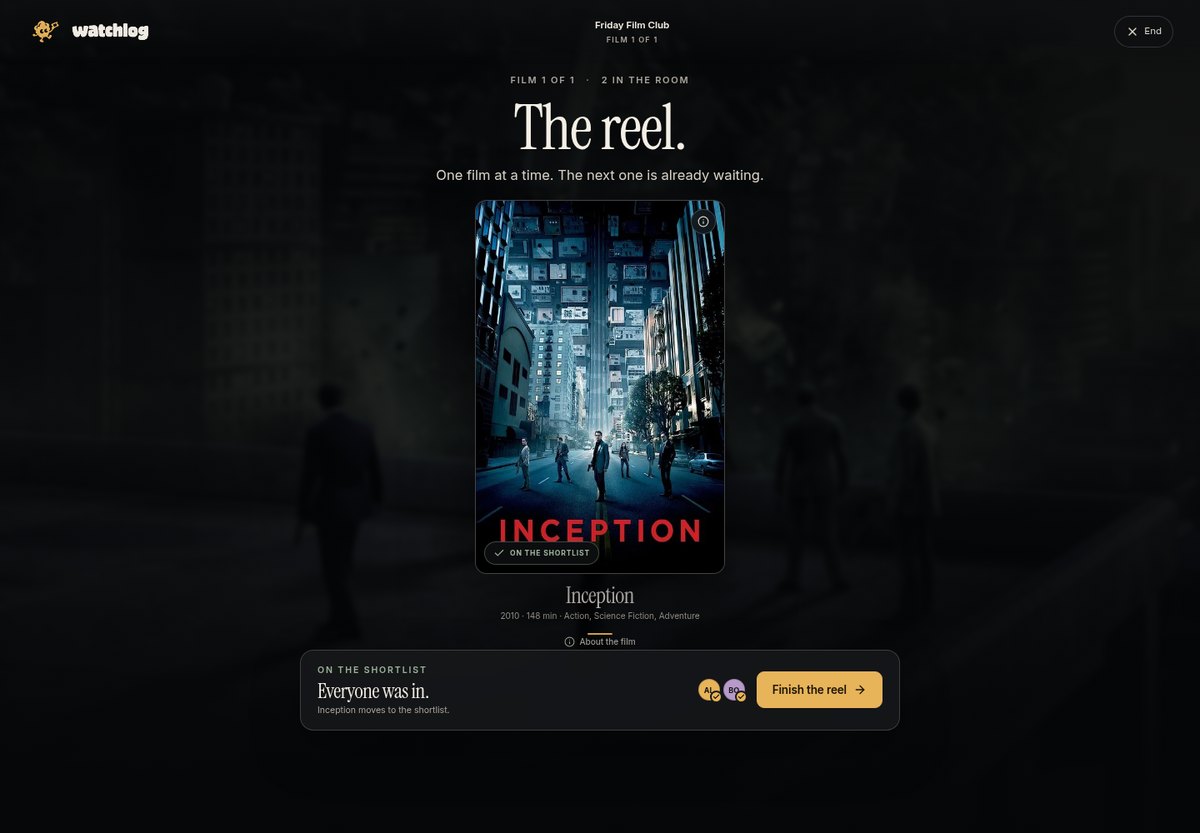 watchlog
Friday Film Club
FILM 1 OF 1
End
FILM 1 OF 1 · 2 IN THE ROOM
The reel.
One film at a time. The next one is already waiting.
INCEPTION
ON THE SHORTLIST
Inception
2010 · 148 min · Action, Science Fiction, Adventure
About the film
ON THE SHORTLIST
Everyone was in.
Inception moves to the shortlist.
AL
BO
Finish the reel